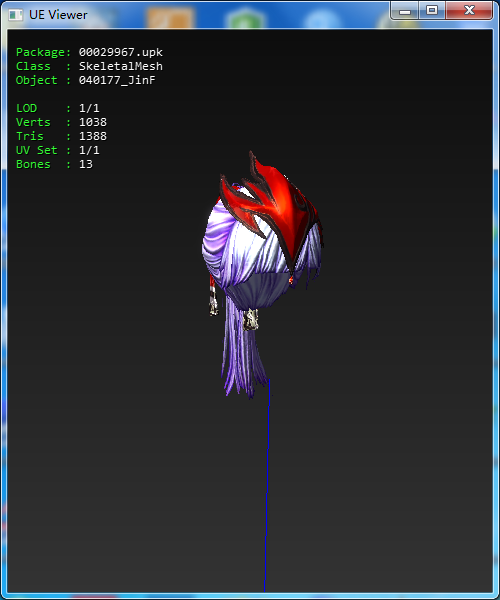 UE Viewer
Package: 00029967.upk
Class : SkeletalMesh
Object : 040177_JinF
LOD : 1/1
Verts : 1038
Tris : 1388
UV Set : 1/1
Bones : 13